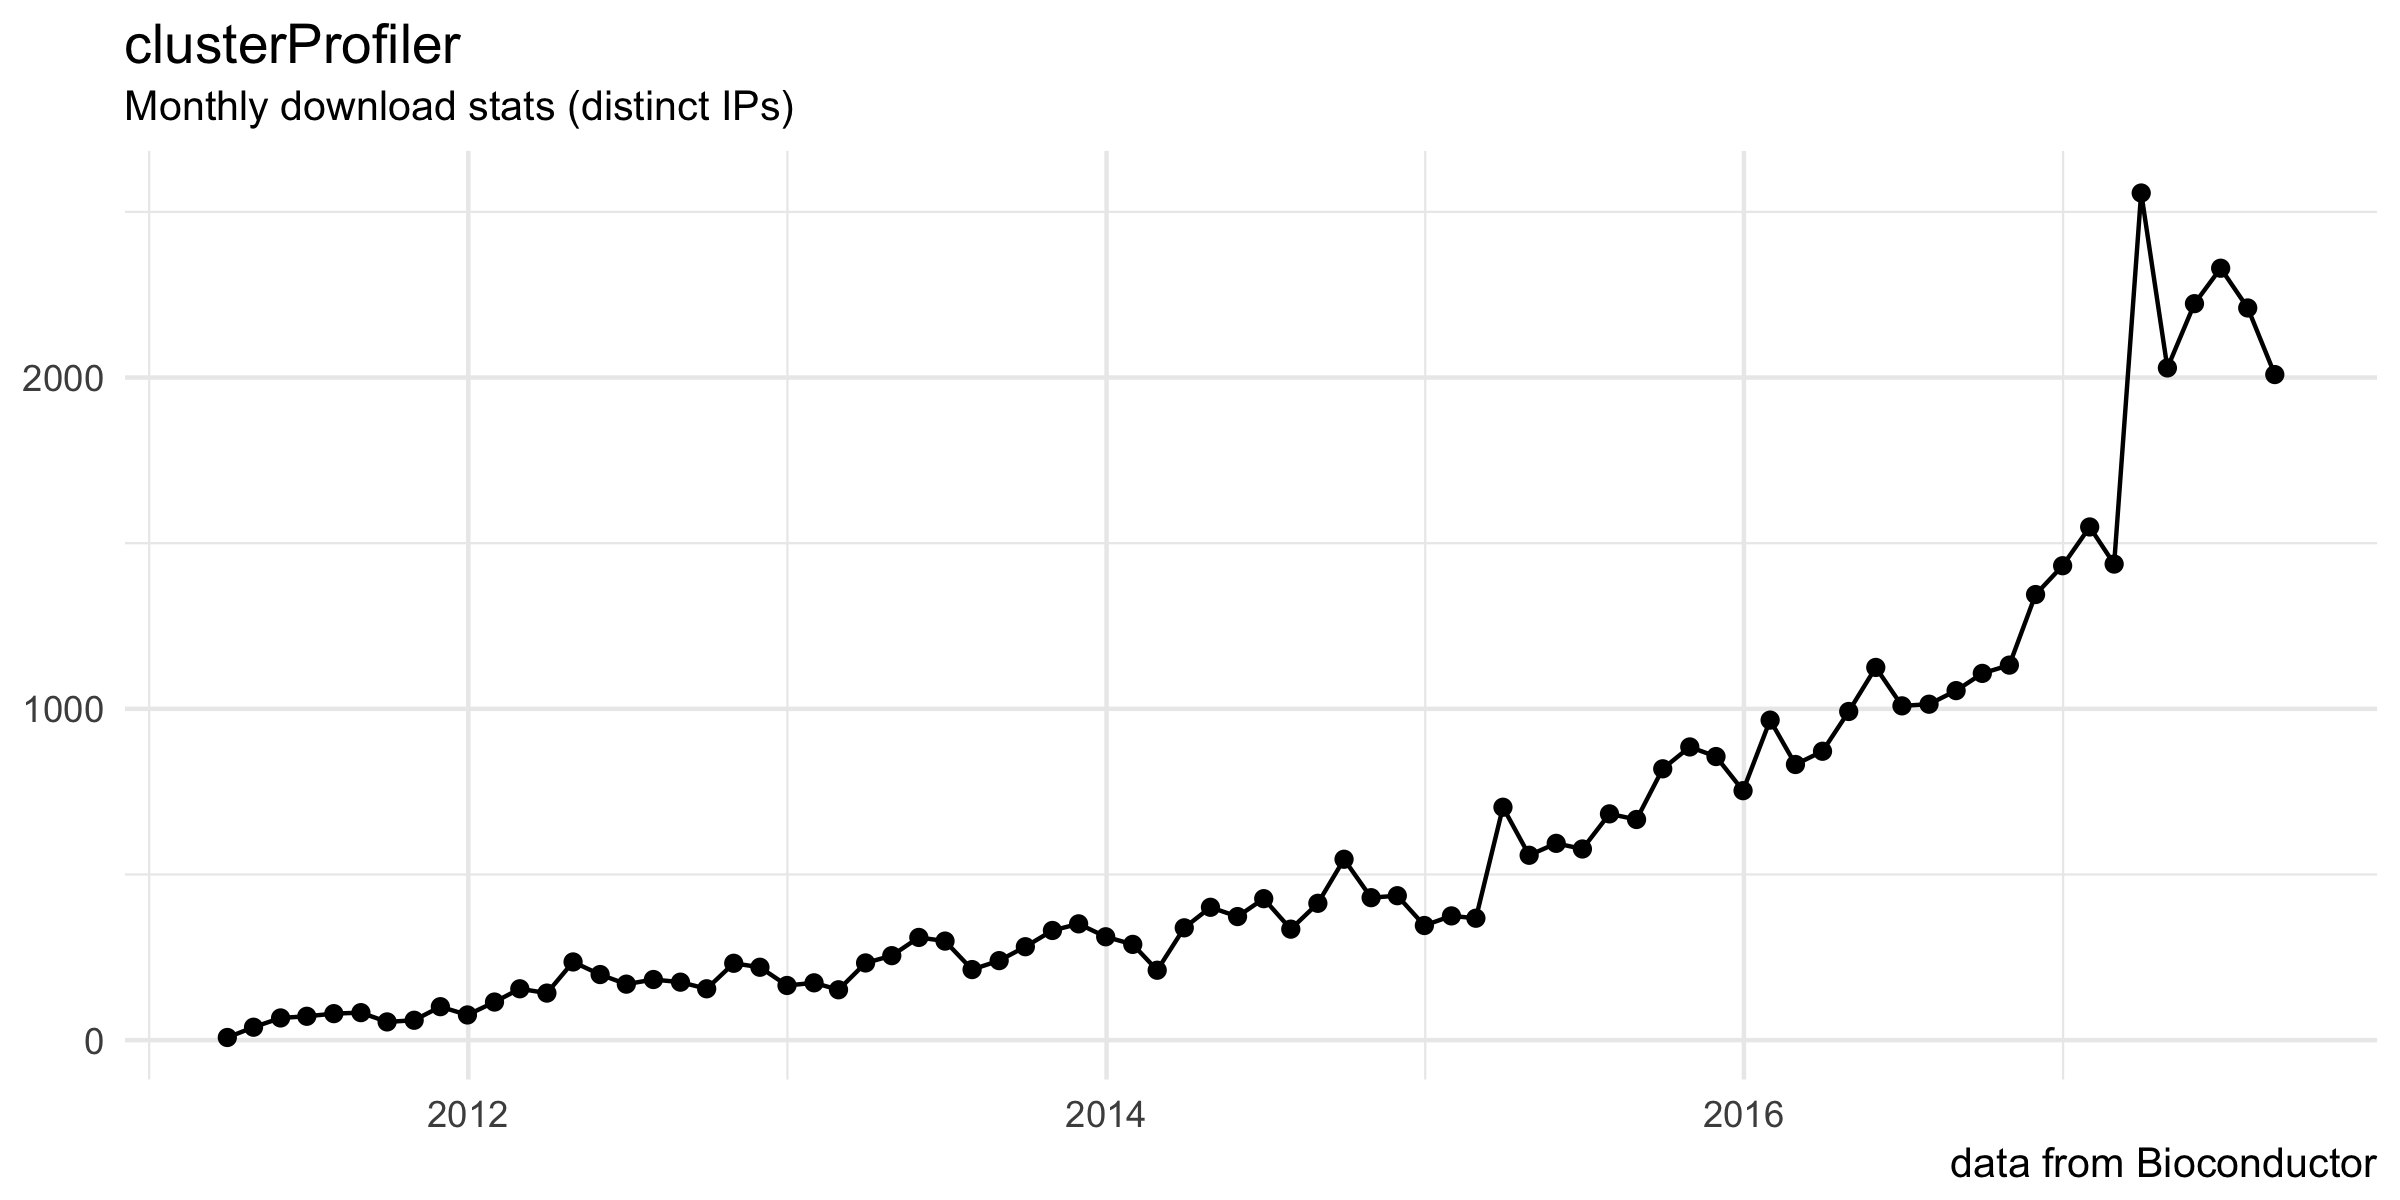 clusterProfiler
Monthly download stats (distinct IPs)
2000
1000
0
2012 2014 2016
data from Bioconductor